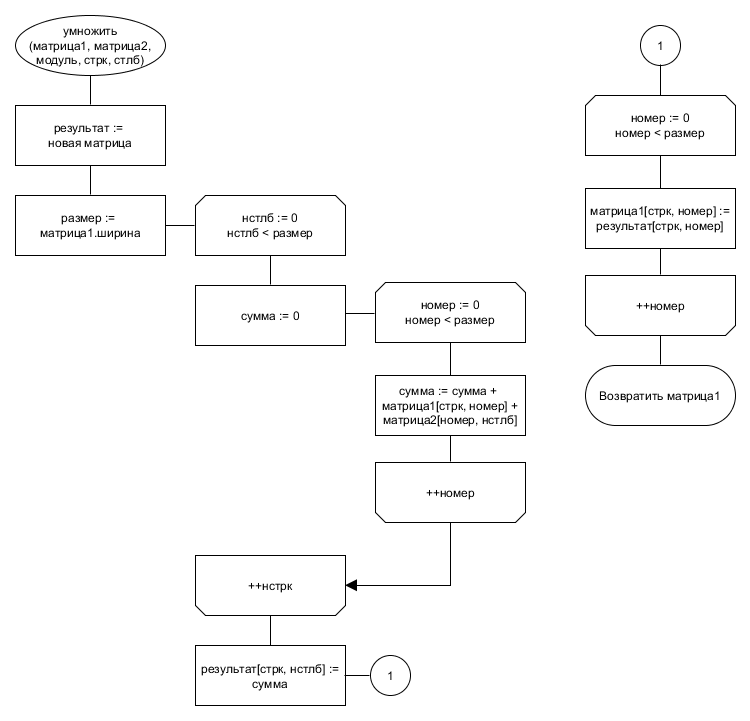 умножить
(матрица1, матрица2,
модуль, стрк, стлб)
результат :=
новая матрица
размер :=
матрица1.ширина
нстлб := 0
нстлб < размер
сумма := 0
номер := 0
номер < размер
сумма := сумма +
матрица1[стрк, номер] +
матрица2[номер, нстлб]
++номер
++нстрк
результат[стрк, нстлб] :=
сумма
1
1
номер := 0
номер < размер
матрица1[стрк, номер] :=
результат[стрк, номер]
++номер
Возвратить матрица1